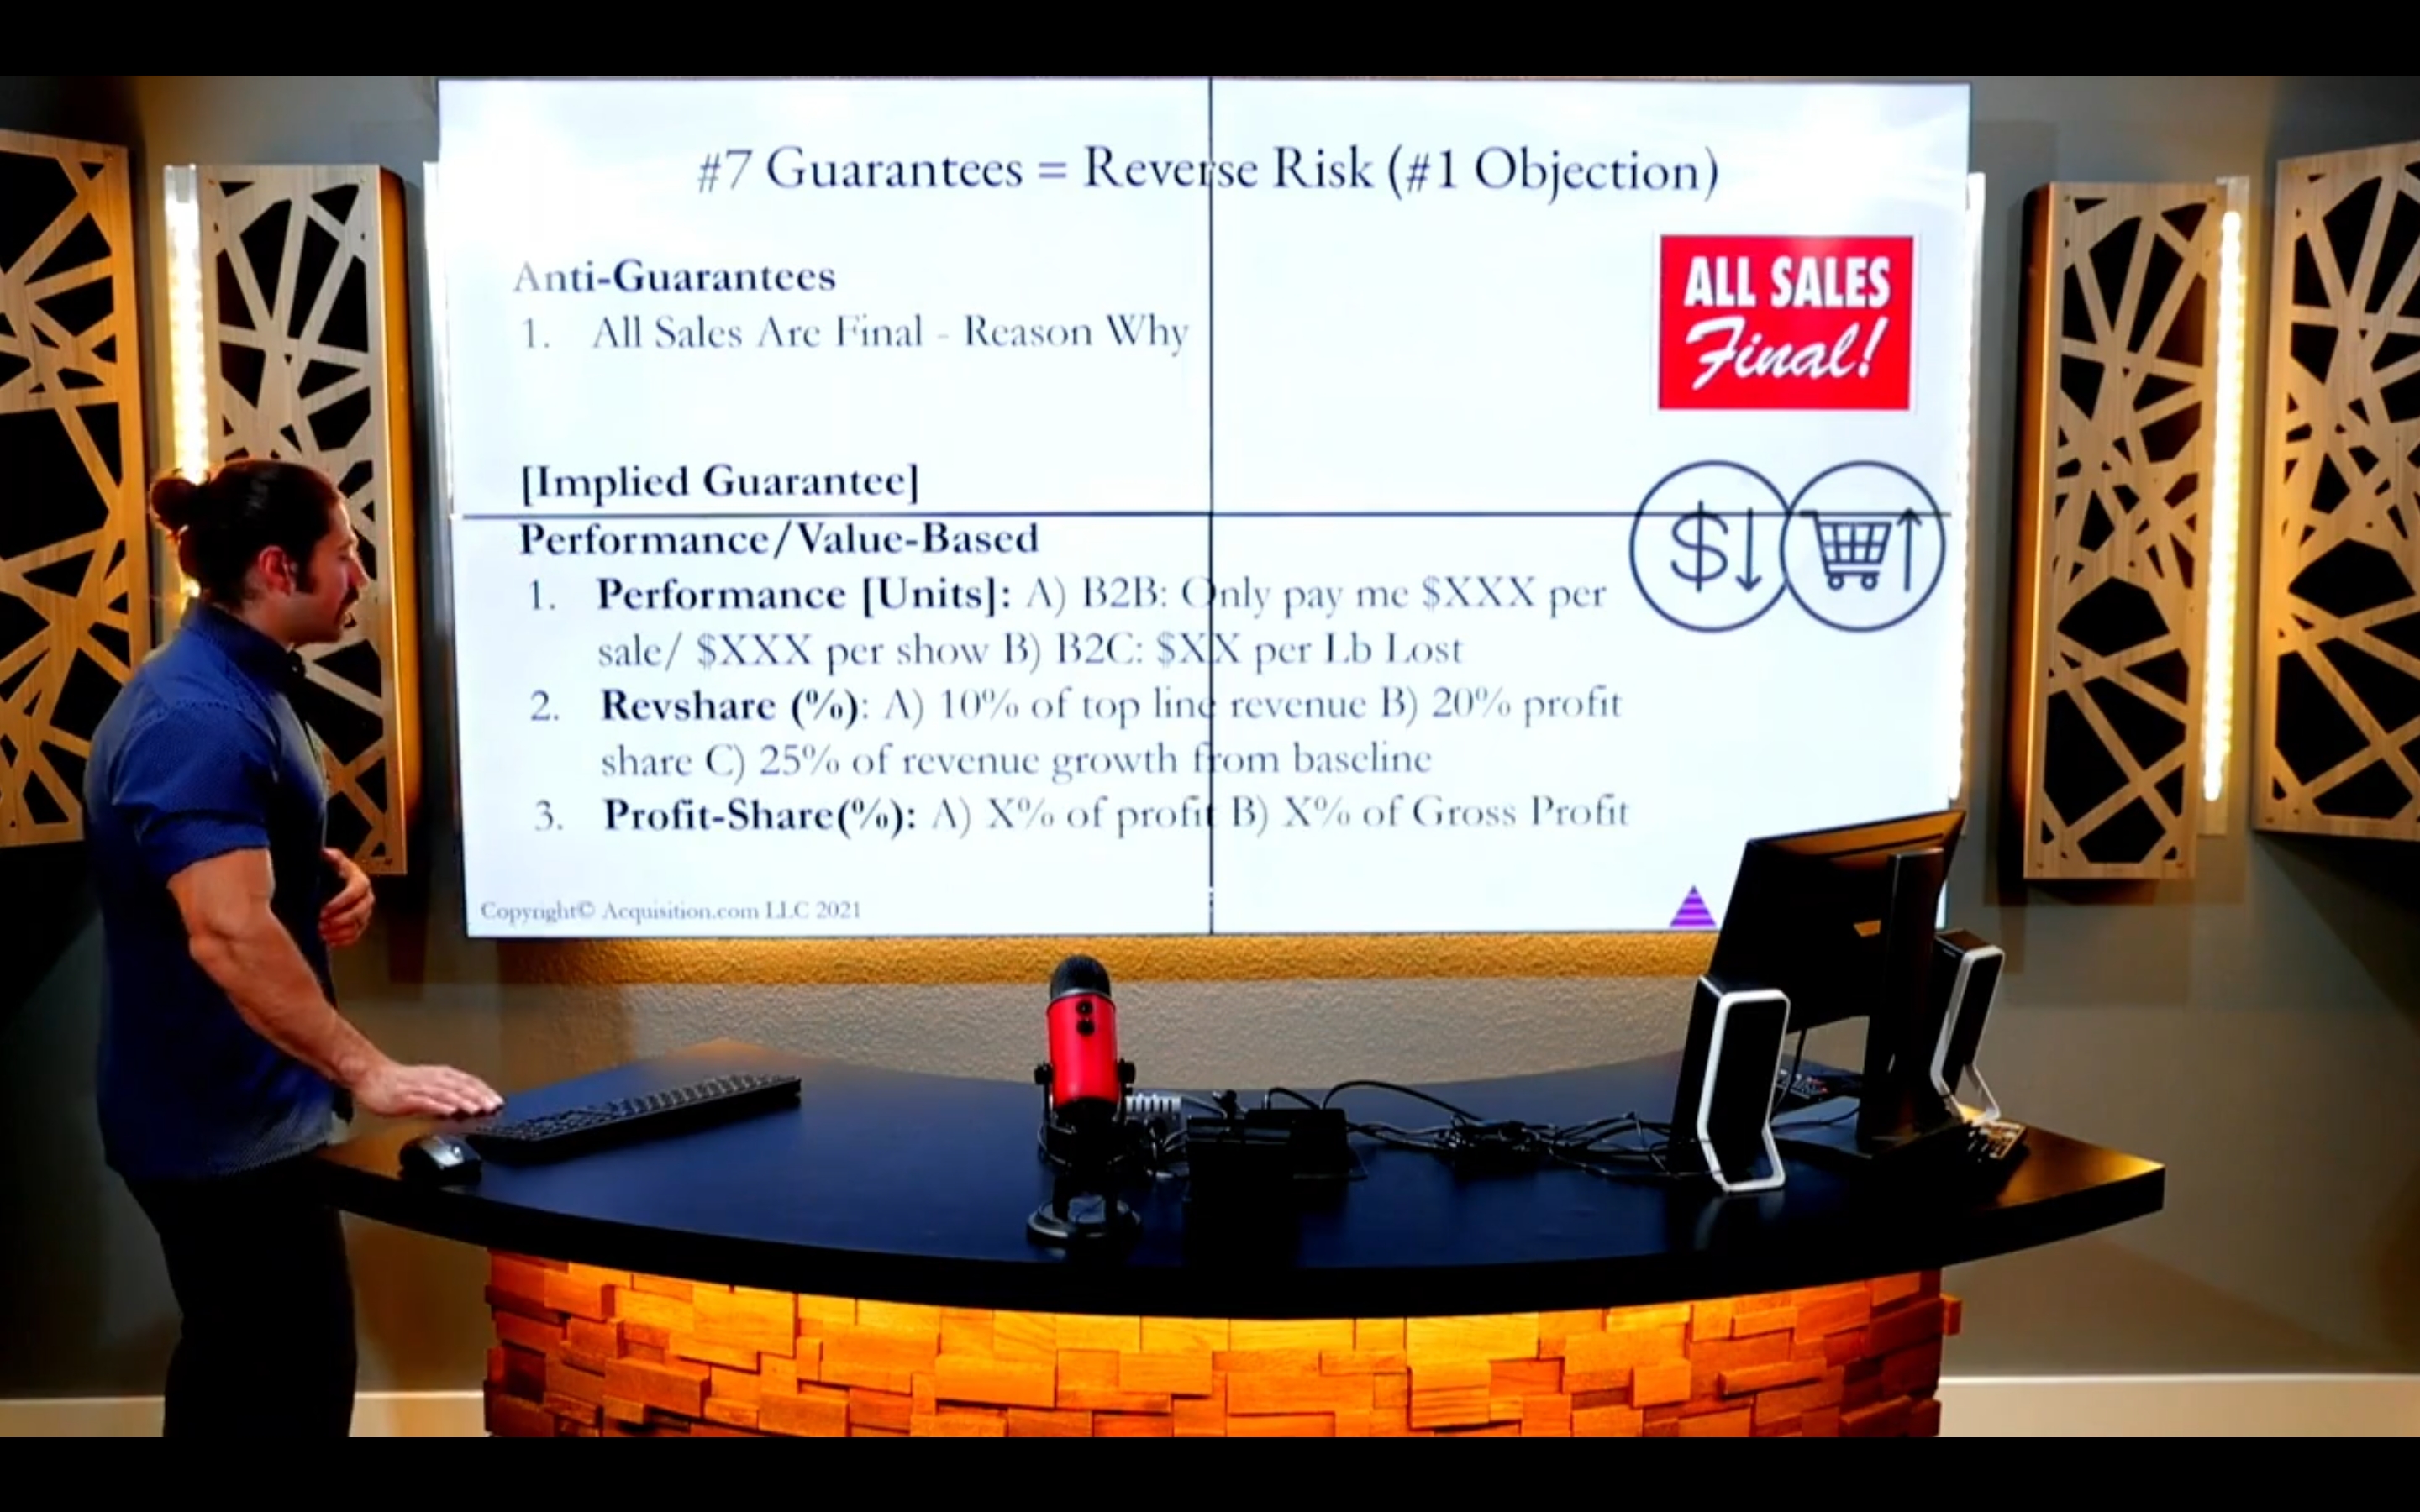 #7 Guarantees = Reverse Risk (#1 Objection)
Anti-Guarantees
1. All Sales Are Final - Reason Why
ALL SALES
Final!
[Implied Guarantee]
Performance/Value-Based
1. Performance [Units]: A) B2B: Only pay me $XXX per
sale/ $XXX per show B) B2C: $XX per Lb Lost
2. Revshare (%): A) 10% of top line revenue B) 20% profit
share C) 25% of revenue growth from baseline
3. Profit-Share(%): A) X% of profit B) X% of Gross Profit
$
Copyright© Acquisition.com LLC 2021